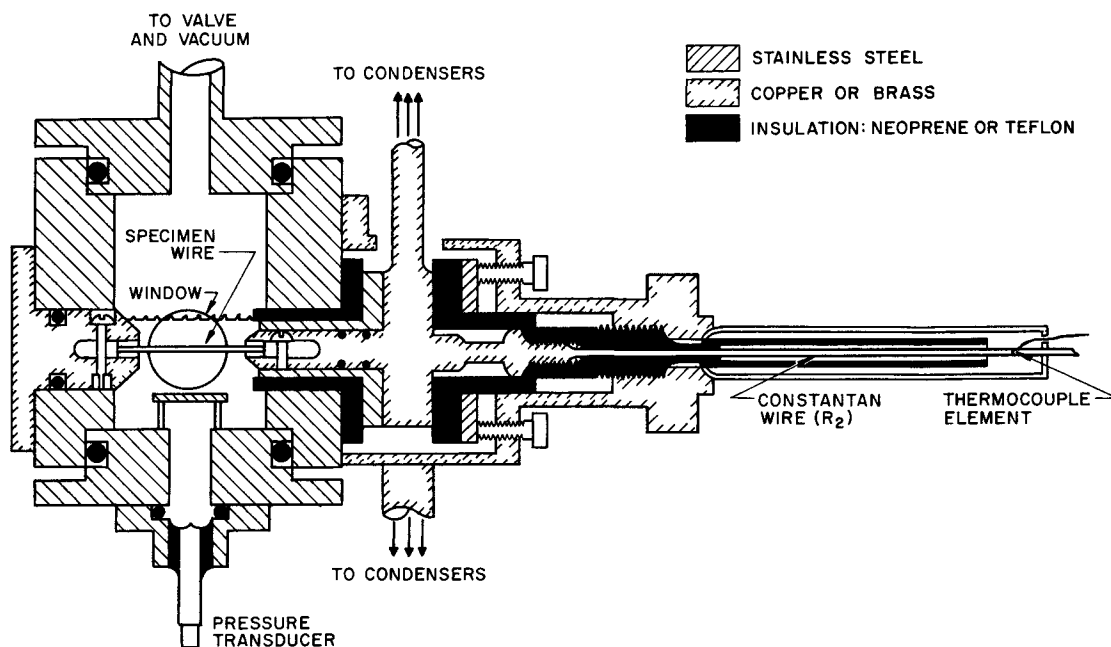 TO VALVE
AND VACUUM
TO CONDENSERS
STAINLESS STEEL
COPPER OR BRASS
INSULATION: NEOPRENE OR TEFLON
SPECIMEN
WIRE
WINDOW
CONSTANTAN
WIRE (R₂)
THERMOCOUPLE
ELEMENT
TO CONDENSERS
PRESSURE
TRANSDUCER